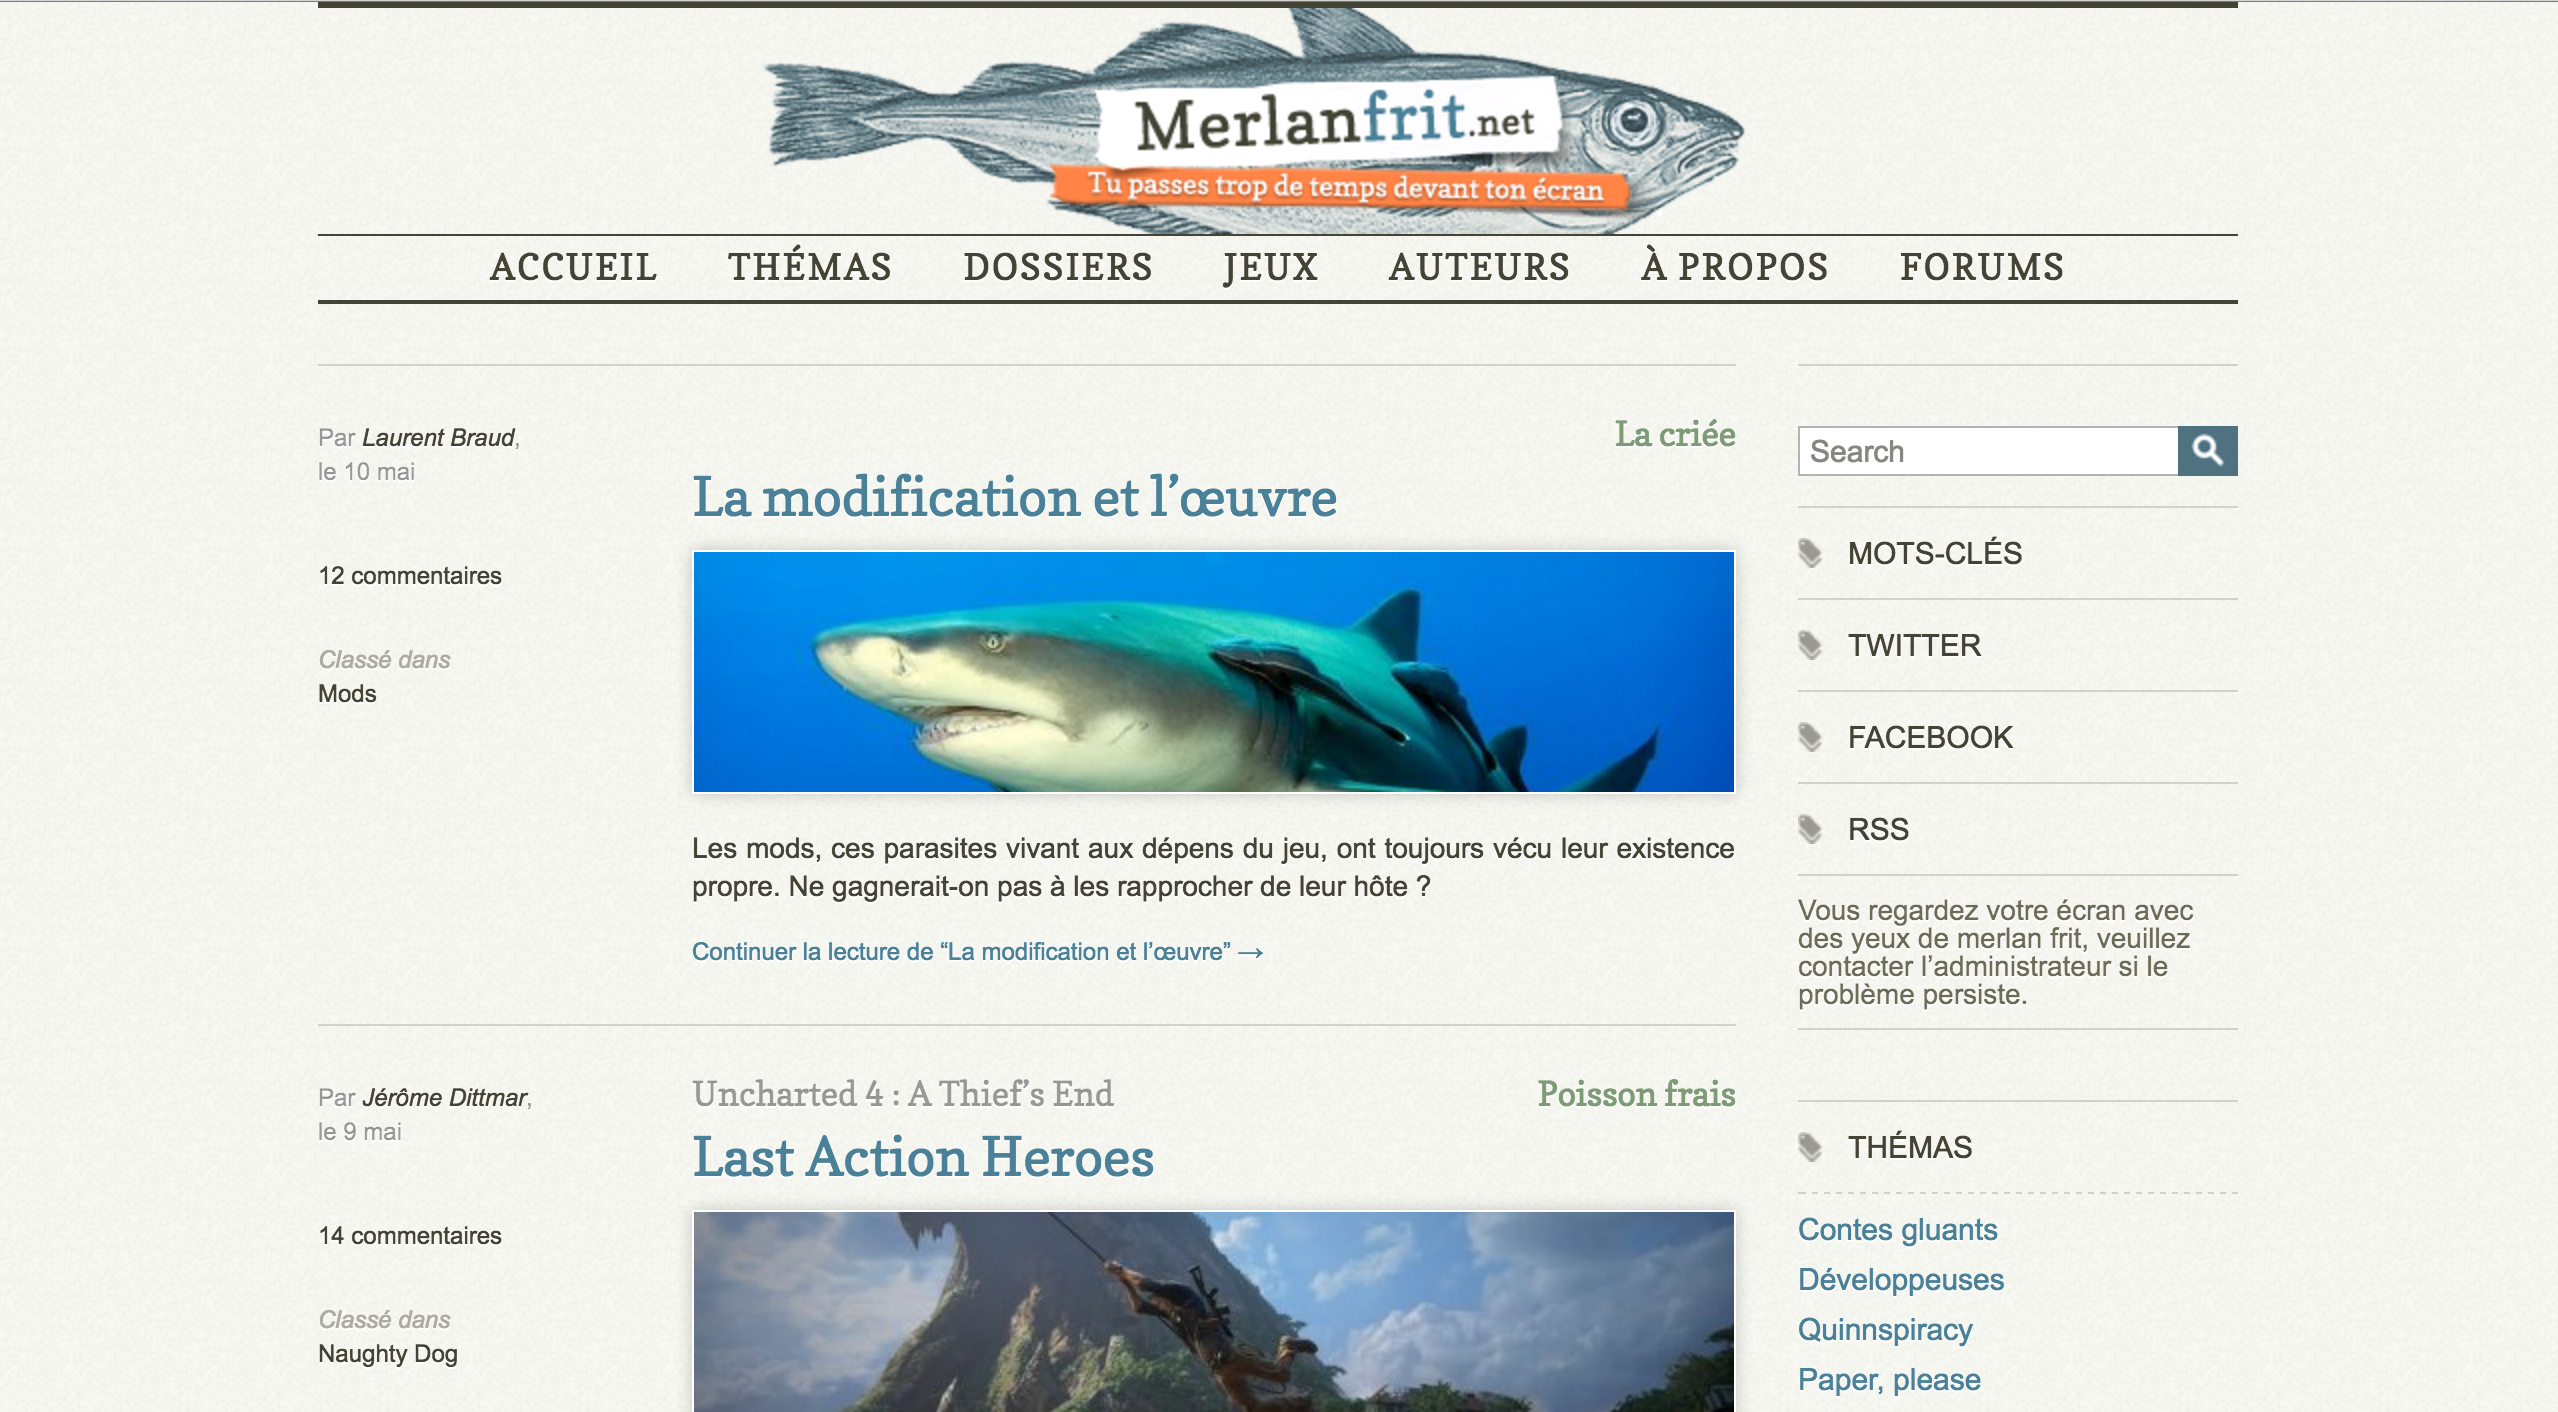 Merlanfrit.net
Tu passes trop de temps devant ton écran
ACCUEIL THÉMAS DOSSIERS JEUX AUTEURS À PROPOS FORUMS
Par Laurent Braud,
le 10 mai
12 commentaires
Classé dans
Mods
La criée
La modification et l’œuvre
Les mods, ces parasites vivant aux dépens du jeu, ont toujours vécu leur existence
propre. Ne gagnerait-on pas à les rapprocher de leur hôte ?
Continuer la lecture de “La modification et l’œuvre” →
Par Jérôme Dittmar,
le 9 mai
14 commentaires
Classé dans
Naughty Dog
Uncharted 4 : A Thief’s End
Poisson frais
Last Action Heroes
Search
MOTS-CLÉS
TWITTER
FACEBOOK
RSS
Vous regardez votre écran avec
des yeux de merlan frit, veuillez
contacter l’administrateur si le
problème persiste.
THÉMAS
Contes gluants
Développeuses
Quinnspiracy
Paper, please